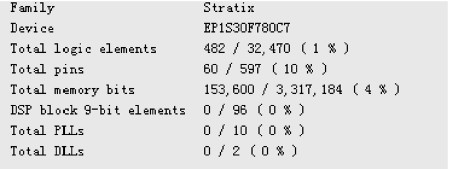 Family Stratix
Device EP1S30F780C7
Total logic elements 482 / 32,470 ( 1 % )
Total pins 60 / 597 ( 10 % )
Total memory bits 153,600 / 3,317,184 ( 4 % )
DSP block 9-bit elements 0 / 96 ( 0 % )
Total PLLs 0 / 10 ( 0 % )
Total DLLs 0 / 2 ( 0 % )